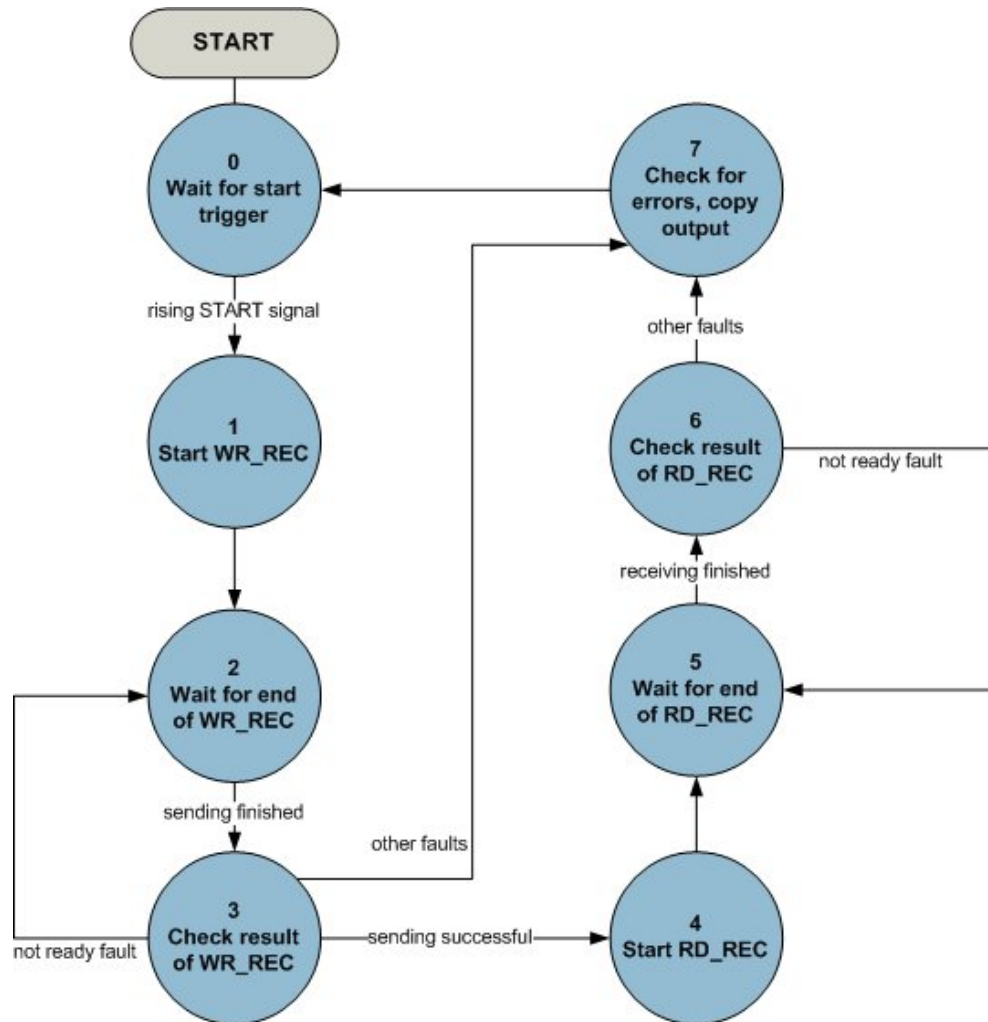 START
0
Wait for start
trigger
rising START signal
1
Start WR_REC
2
Wait for end
of WR_REC
sending finished
3
Check result
of WR_REC
not ready fault
other faults
sending successful
4
Start RD_REC
5
Wait for end
of RD_REC
receiving finished
6
Check result
of RD_REC
not ready fault
other faults
7
Check for
errors, copy
output